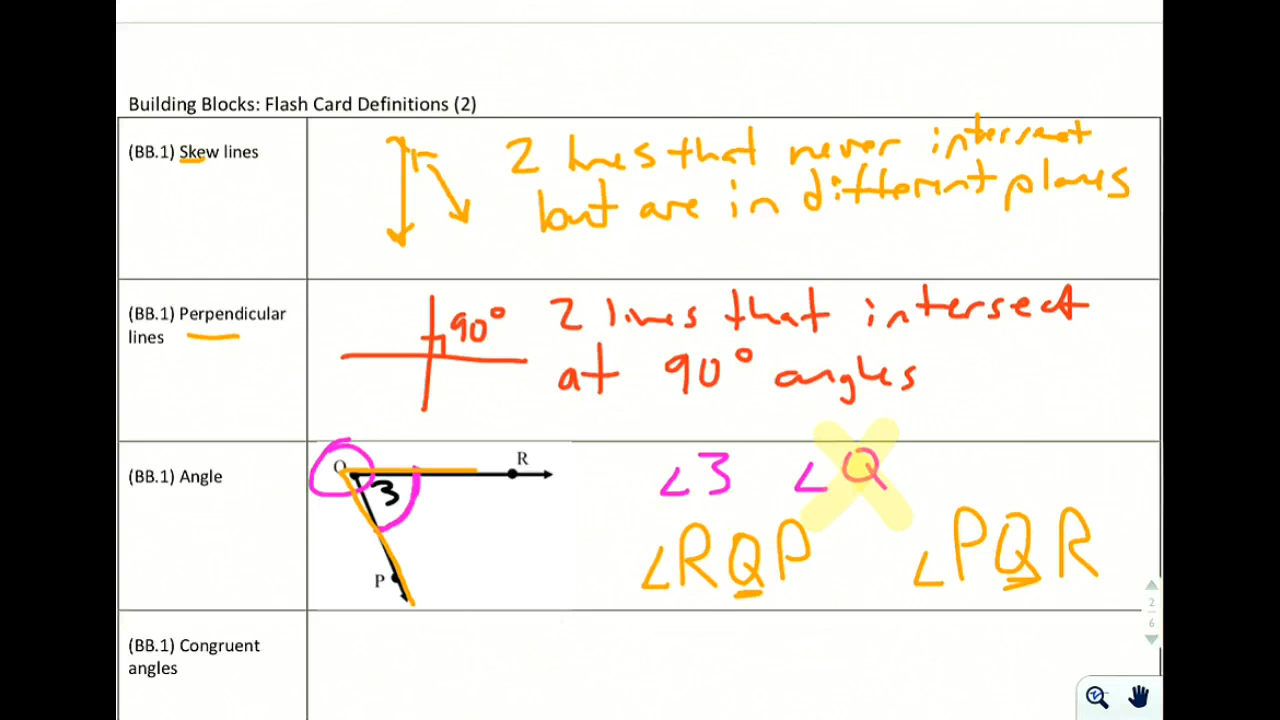 Building Blocks: Flash Card Definitions (2)
(BB.1) Skew lines
2 lines that never intersect
but are in different planes
(BB.1) Perpendicular
lines
90°
2 lines that intersect
at 90° angles
(BB.1) Angle
Q
R
3
P
∠3 ∠Q
∠RQP ∠PQR
(BB.1) Congruent
angles
2
6